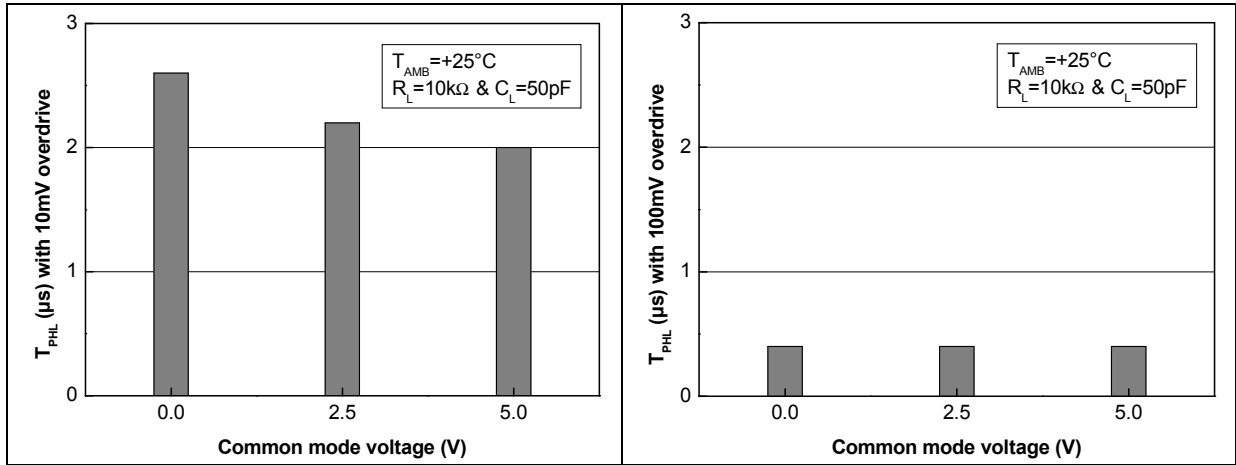 3
2
1
0
T_PHL (µs) with 10mV overdrive
T_AMB=+25°C
R_L=10kΩ & C_L=50pF
0.0 2.5 5.0
Common mode voltage (V)
3
2
1
0
T_PHL (µs) with 100mV overdrive
T_AMB=+25°C
R_L=10kΩ & C_L=50pF
0.0 2.5 5.0
Common mode voltage (V)